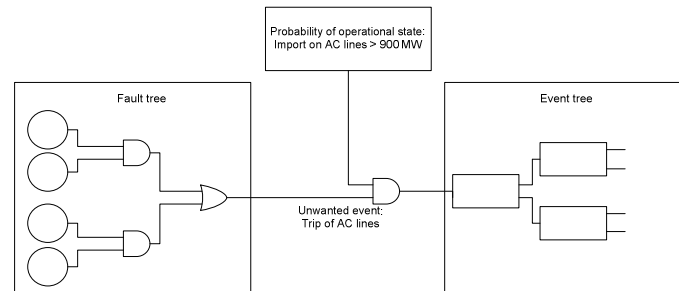 Probability of operational state:
Import on AC lines > 900 MW
Fault tree
Event tree
Unwanted event:
Trip of AC lines